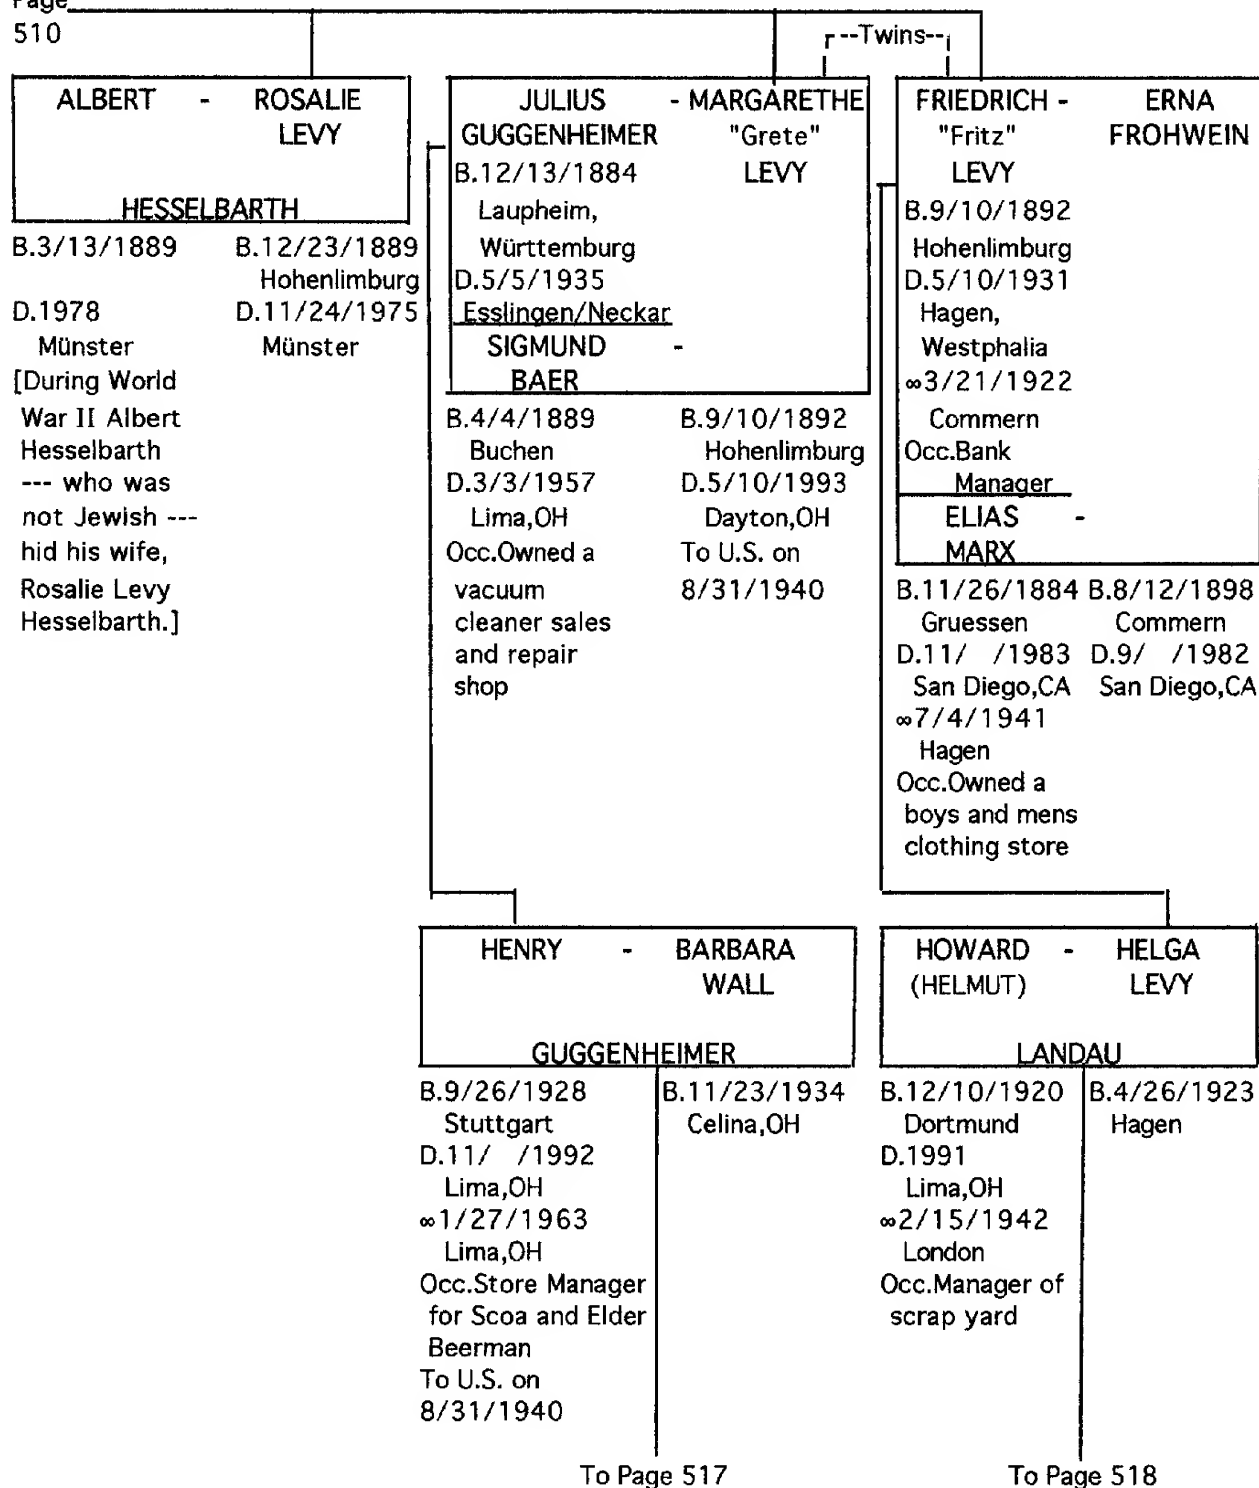 Page
510
---Twins--
ALBERT - ROSALIE
LEVY
HESSELBARTH
B.3/13/1889 B.12/23/1889
Hohenlimburg
D.1978 D.11/24/1975
Münster Münster
[During World
War II Albert
Hesselbarth
--- who was
not Jewish ---
hid his wife,
Rosalie Levy
Hesselbarth.]
JULIUS - MARGARETHE
GUGGENHEIMER "Grete"
B.12/13/1884 LEVY
Laupheim,
Württemburg
D.5/5/1935
Esslingen/Neckar
SIGMUND -
BAER
B.4/4/1889 B.9/10/1892
Buchen Hohenlimburg
D.3/3/1957 D.5/10/1993
Lima,OH Dayton,OH
Occ.Owned a To U.S. on
vacuum 8/31/1940
cleaner sales
and repair
shop
FRIEDRICH - ERNA
"Fritz" FROHWEIN
LEVY
B.9/10/1892
Hohenlimburg
D.5/10/1931
Hagen,
Westphalia
∞3/21/1922
Commern
Occ.Bank
Manager
ELIAS -
MARX
B.11/26/1884 B.8/12/1898
Gruessen Commern
D.11/ /1983 D.9/ /1982
San Diego,CA San Diego,CA
∞7/4/1941
Hagen
Occ.Owned a
boys and mens
clothing store
HENRY - BARBARA
WALL
GUGGENHEIMER
B.9/26/1928 B.11/23/1934
Stuttgart Celina,OH
D.11/ /1992
Lima,OH
∞1/27/1963
Lima,OH
Occ.Store Manager
for Scoa and Elder
Beerman
To U.S. on
8/31/1940
To Page 517
HOWARD - HELGA
(HELMUT) LEVY
LANDAU
B.12/10/1920 B.4/26/1923
Dortmund Hagen
D.1991
Lima,OH
∞2/15/1942
London
Occ.Manager of
scrap yard
To Page 518